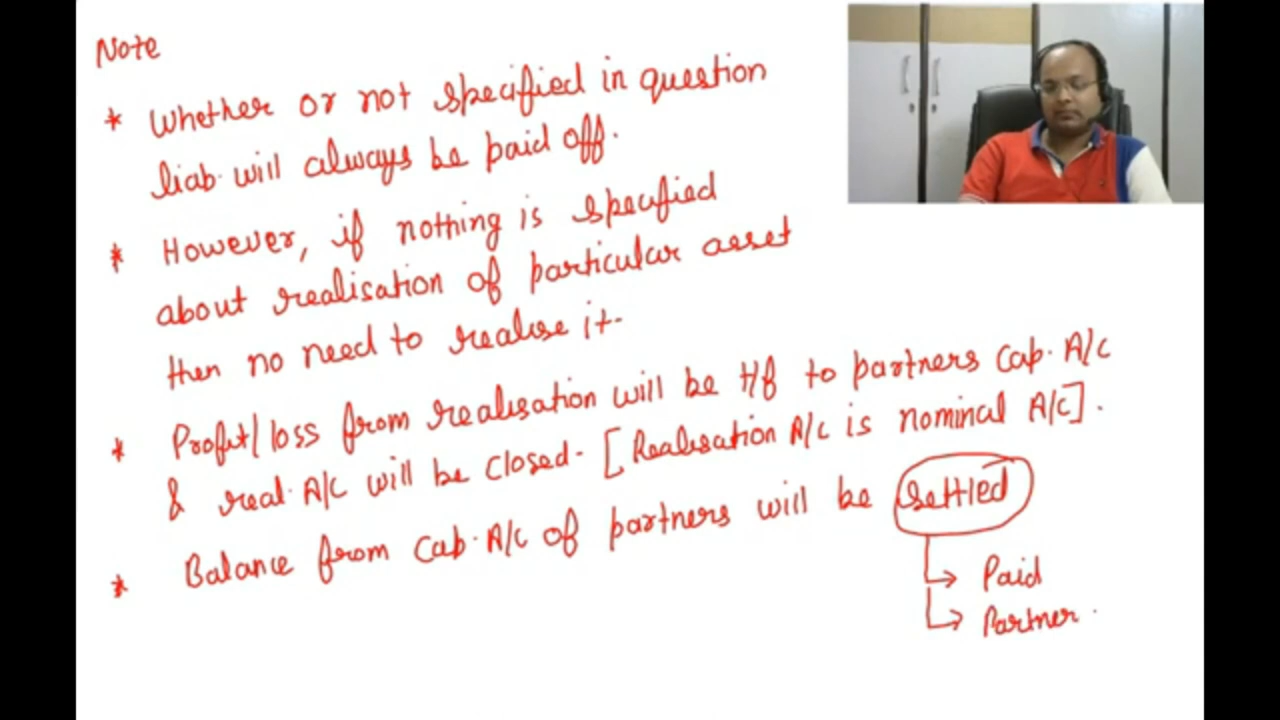 Note
* Whether or not specified in question
liab. will always be paid off.
* However, if nothing is specified
about realisation of particular asset
then no need to realise it.
* Profit/loss from realisation will be t/f to partners cap. A/c
& real. A/c will be closed. [Realisation A/c is nominal A/c].
* Balance from cap. A/c of partners will be settled
→ Paid
→ Partner.